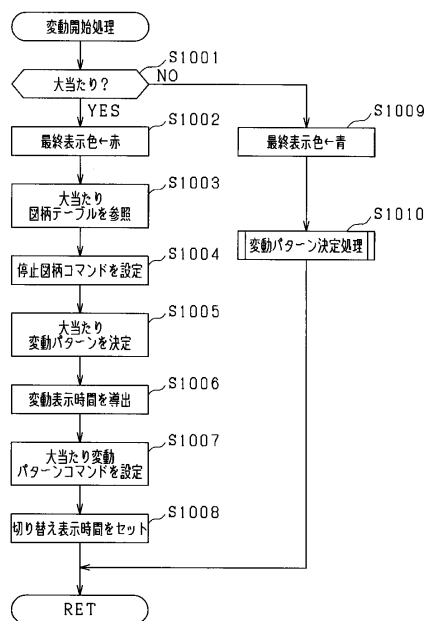 変動開始処理
S1001
大当たり?
NO
YES
S1002
最終表示色←赤
S1003
大当たり
図柄テーブルを参照
S1004
停止図柄コマンドを設定
S1005
大当たり
変動パターンを決定
S1006
変動表示時間を導出
S1007
大当たり変動
パターンコマンドを設定
S1008
切り替え表示時間をセット
S1009
最終表示色←青
S1010
変動パターン決定処理
RET